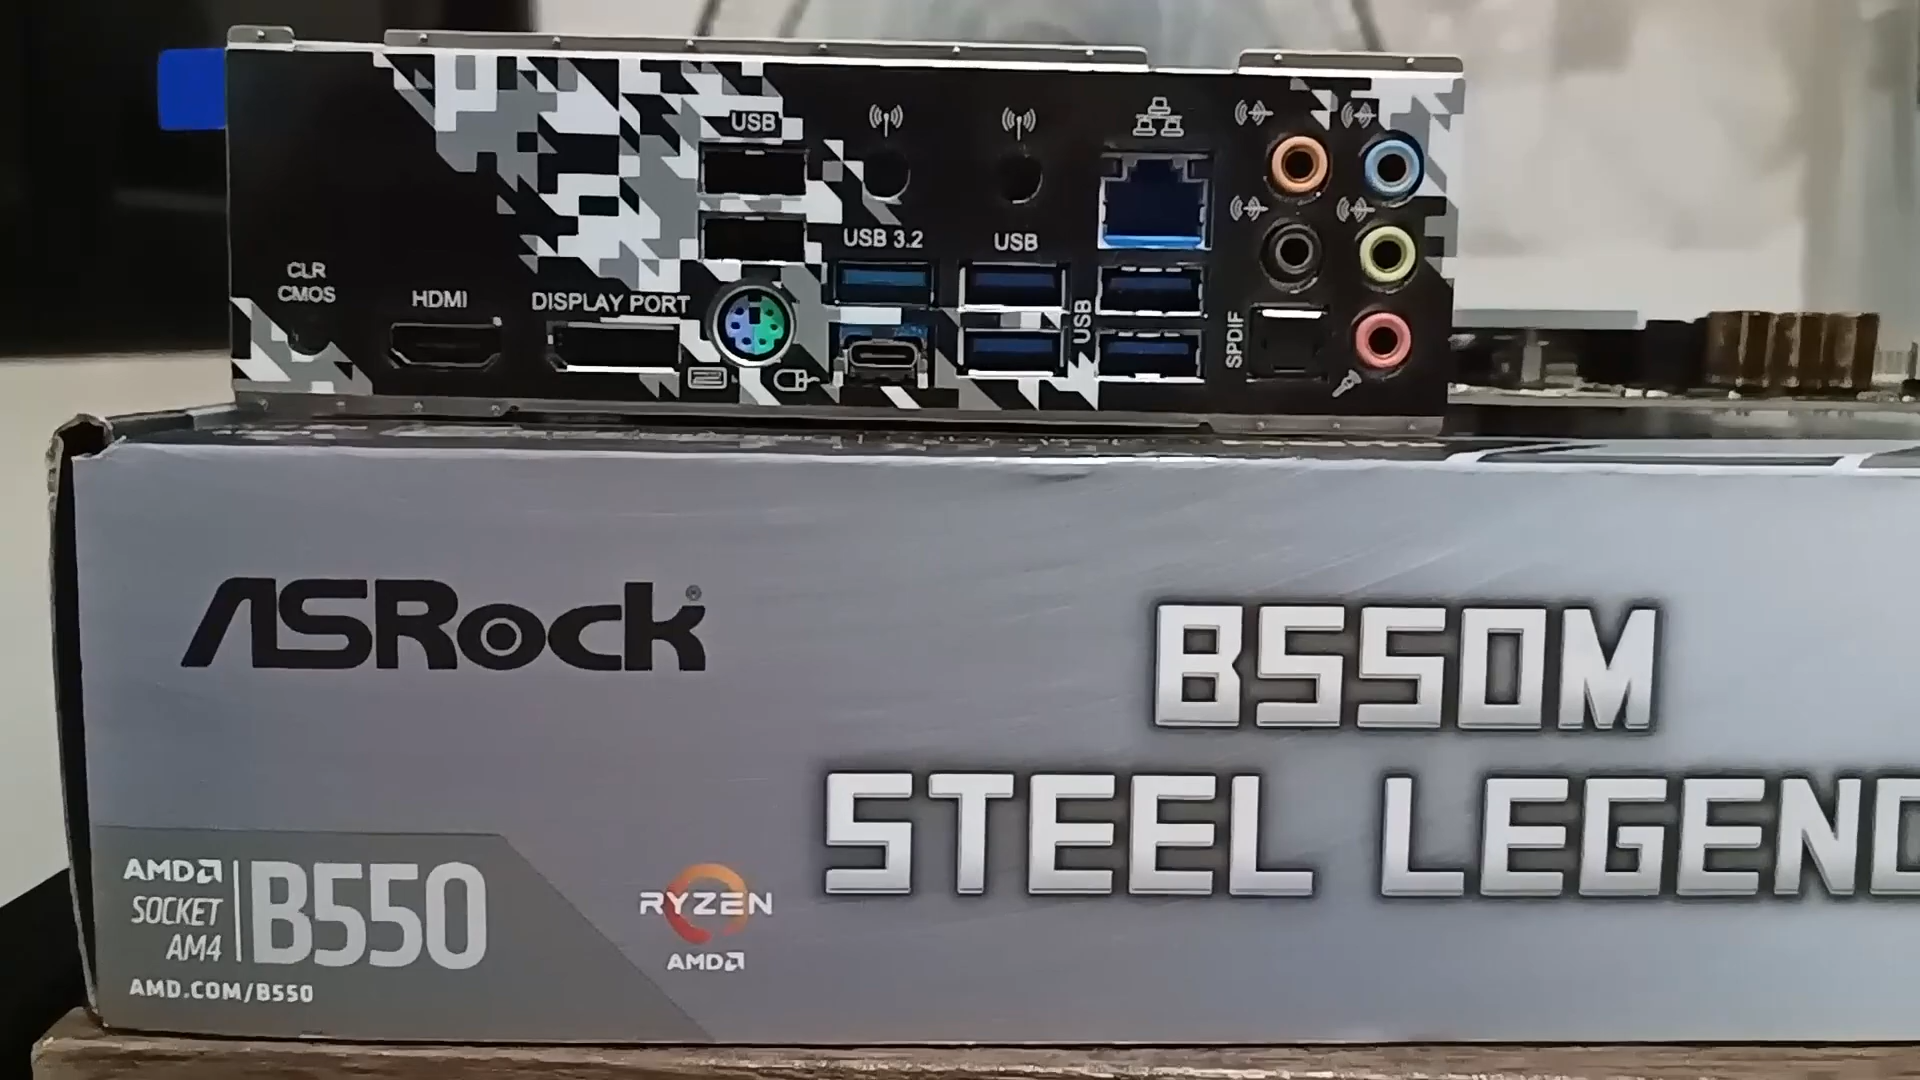 USB
USB 3.2
USB
CLR
CMOS
HDMI
DISPLAY PORT
USB
SPDIF
ASRock®
B550M
STEEL LEGEND
AMD
SOCKET
AM4
B550
AMD.COM/B550
RYZEN
AMD